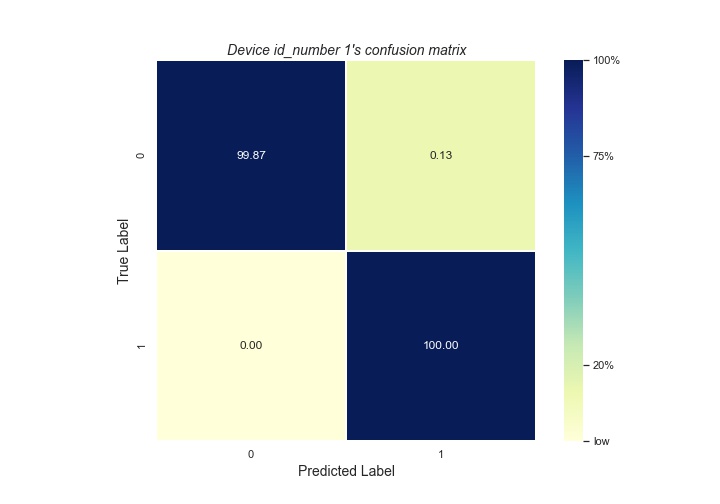 Device id_number 1's confusion matrix
100%
99.87
0.13
75%
0
True Label
0.00
100.00
1
20%
low
0
1
Predicted Label